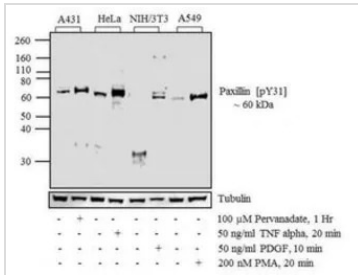 A431 HeLa NIH/3T3 A549
260
160
110
80
60
50
40
30
Paxillin [pY31]
~ 60 kDa
Tubulin
- + - - - - - - 100 µM Pervanadate, 1 Hr
- - - + - - - - 50 ng/ml TNF alpha, 20 min
- - - - - + - - 50 ng/ml PDGF, 10 min
- - - - - - - + 200 nM PMA, 20 min